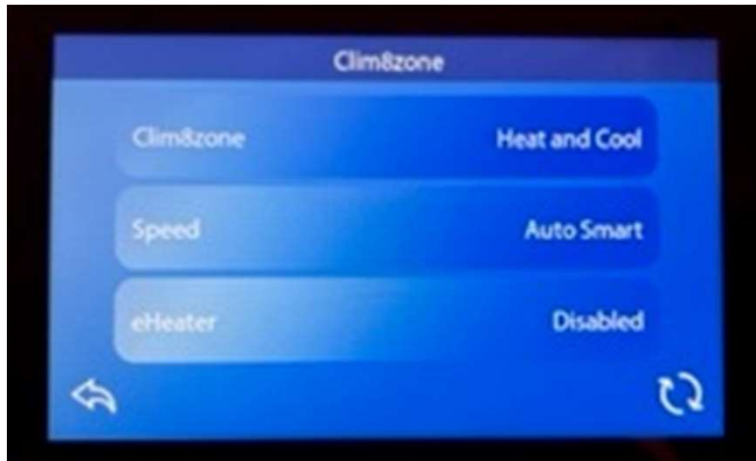 Clim8zone
Clim8zone Heat and Cool
Speed Auto Smart
eHeater Disabled